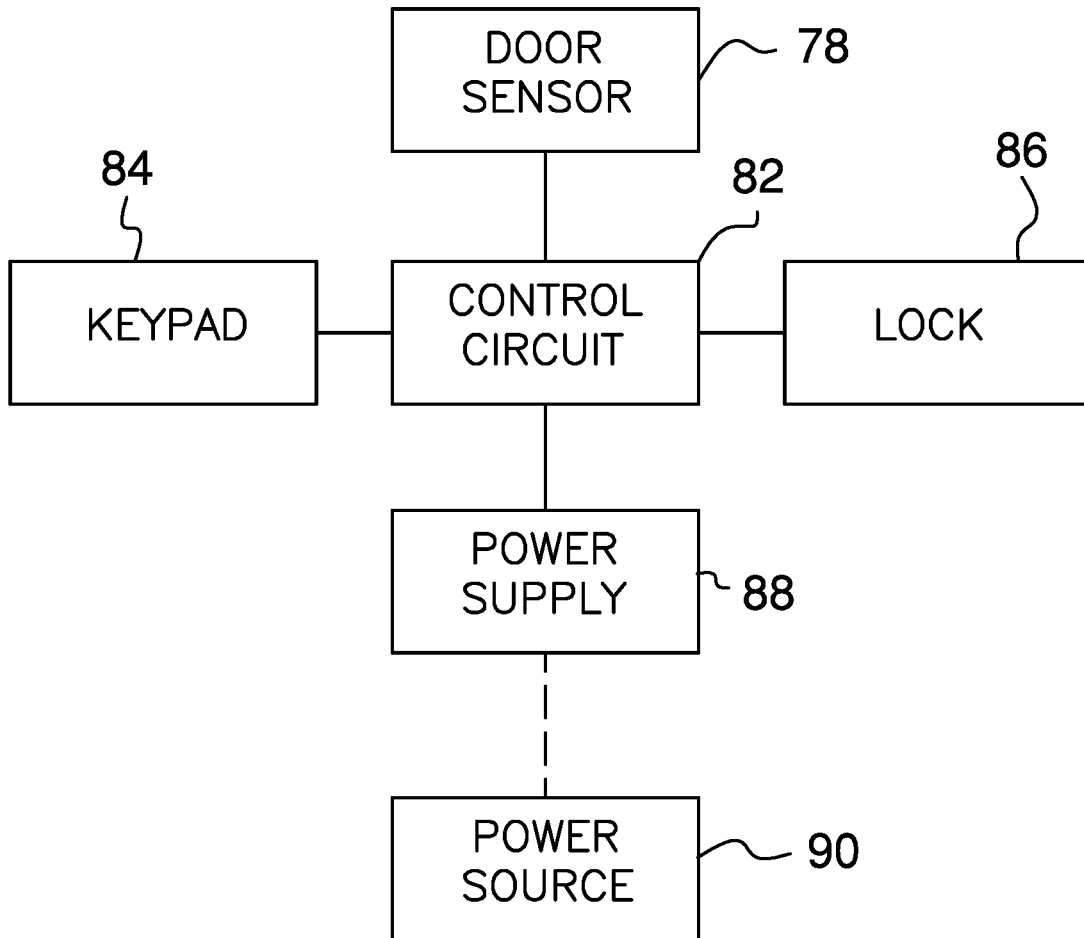 DOOR
SENSOR
78
84
82
86
KEYPAD
CONTROL
CIRCUIT
LOCK
POWER
SUPPLY
88
POWER
SOURCE
90